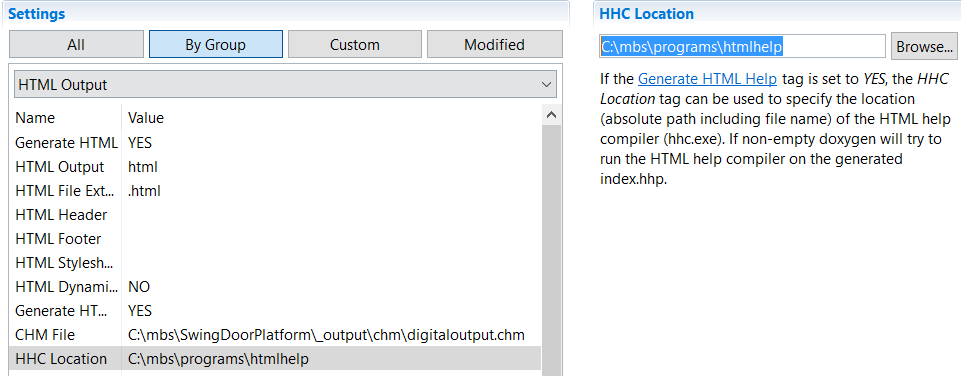 Settings
All By Group Custom Modified
HTML Output
Name Value
Generate HTML YES
HTML Output html
HTML File Ext... .html
HTML Header
HTML Footer
HTML Stylesh...
HTML Dynami... NO
Generate HT... YES
CHM File C:\mbs\SwingDoorPlatform\_output\chm\digitaloutput.chm
HHC Location C:\mbs\programs\htmlhelp
HHC Location
C:\mbs\programs\htmlhelp Browse...
If the Generate HTML Help tag is set to YES, the HHC
Location tag can be used to specify the location
(absolute path including file name) of the HTML help
compiler (hhc.exe). If non-empty doxygen will try to
run the HTML help compiler on the generated
index.hhp.